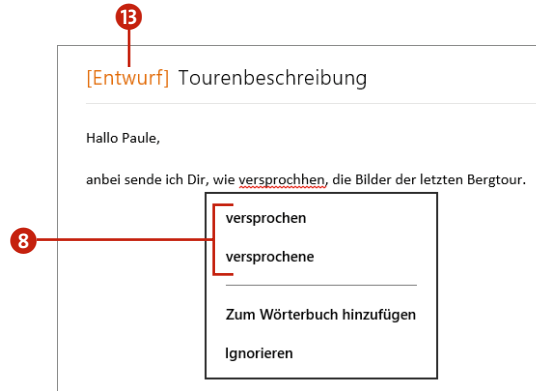 13
[Entwurf] Tourenbeschreibung
Hallo Paule,
anbei sende ich Dir, wie versprochhen, die Bilder der letzten Bergtour.
8
versprochen
versprochene
Zum Wörterbuch hinzufügen
Ignorieren